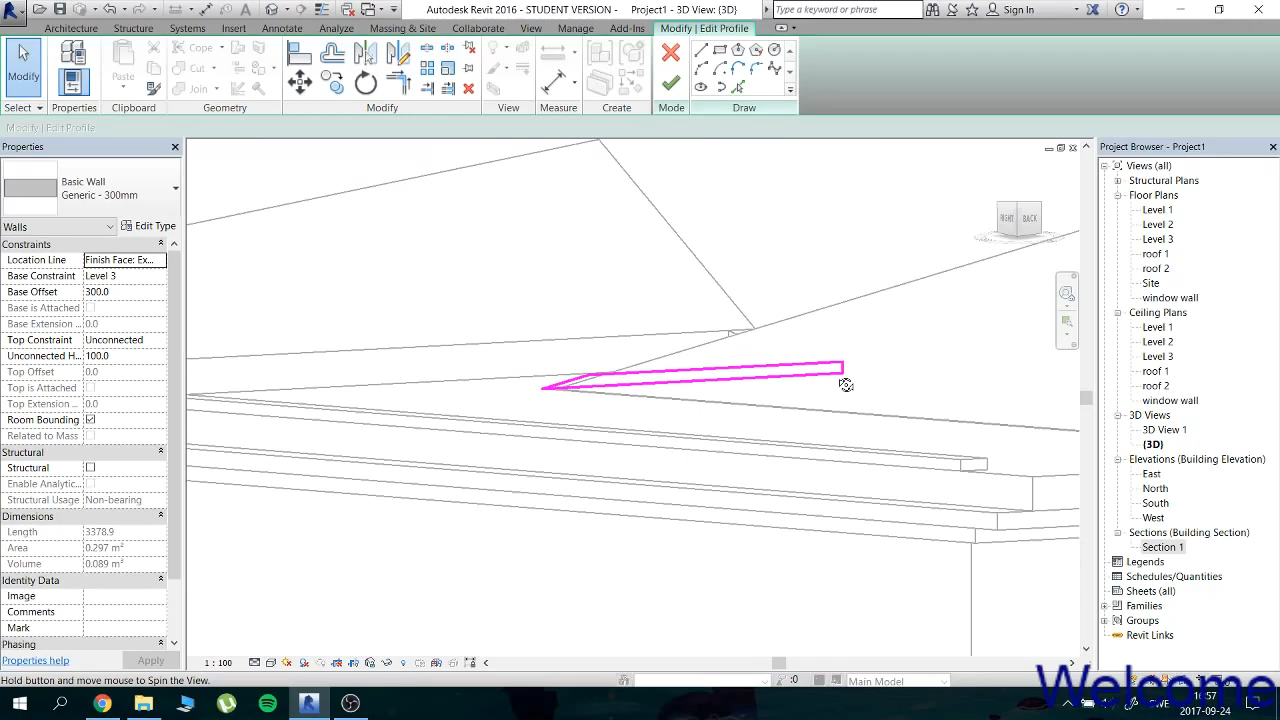 Autodesk Revit 2016 - STUDENT VERSION - Project1 - 3D View: {3D}
Type a keyword or phrase
Sign In
Architecture Structure Systems Insert Annotate Analyze Massing & Site Collaborate View Manage Add-Ins Modify | Edit Profile
Modify Paste Cope Cut Join
Select Properties Clipboard Geometry Modify View Measure Create Mode Draw
Modify | Edit Profile
Properties
Basic Wall
Generic - 300mm
Walls Edit Type
Constraints
Location Line Finish Face: Ex...
Base Constraint Level 3
Base Offset 300.0
Base is Attached
Base Extension ... 0.0
Top Constraint Unconnected
Unconnected H... 100.0
Top Offset 0.0
Top is Attached
Top Extension ... 0.0
Room Bounding
Related to Mass
Structural
Structural
Enable Analytic...
Structural Usage Non-bearing
Dimensions
Length 3378.9
Area 0.297 m²
Volume 0.089 m³
Identity Data
Image
Comments
Mark
Phasing
Properties help Apply
RIGHT BACK
Project Browser - Project1
Views (all)
Structural Plans
Floor Plans
Level 1
Level 2
Level 3
roof 1
roof 2
Site
window wall
Ceiling Plans
Level 1
Level 2
Level 3
roof 1
roof 2
window wall
3D Views
3D View 1
{3D}
Elevations (Building Elevation)
East
North
South
West
Sections (Building Section)
Section 1
Legends
Schedules/Quantities
Sheets (all)
Families
Groups
Revit Links
1 : 100
Hold button and move mouse to Spin the View.
:0 Main Model
Welcome
16:57
SWE
2017-09-24